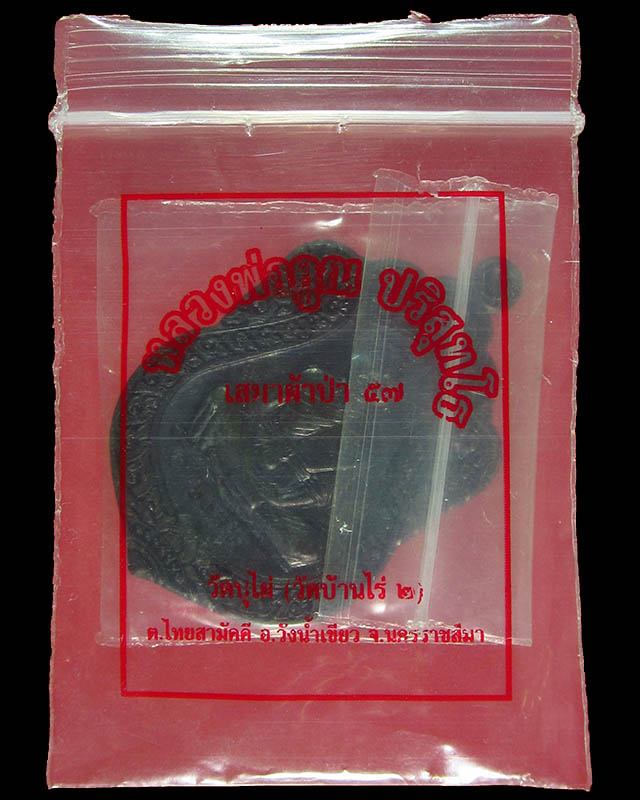 หลวงพ่อคูณ ปริสุทโธ
เสมาผ้าป่า ๕๗
วัดบุไผ่ (วัดบ้านไร่ ๒)
ต.ไทยสามัคคี อ.วังน้ำเขียว จ.นครราชสีมา